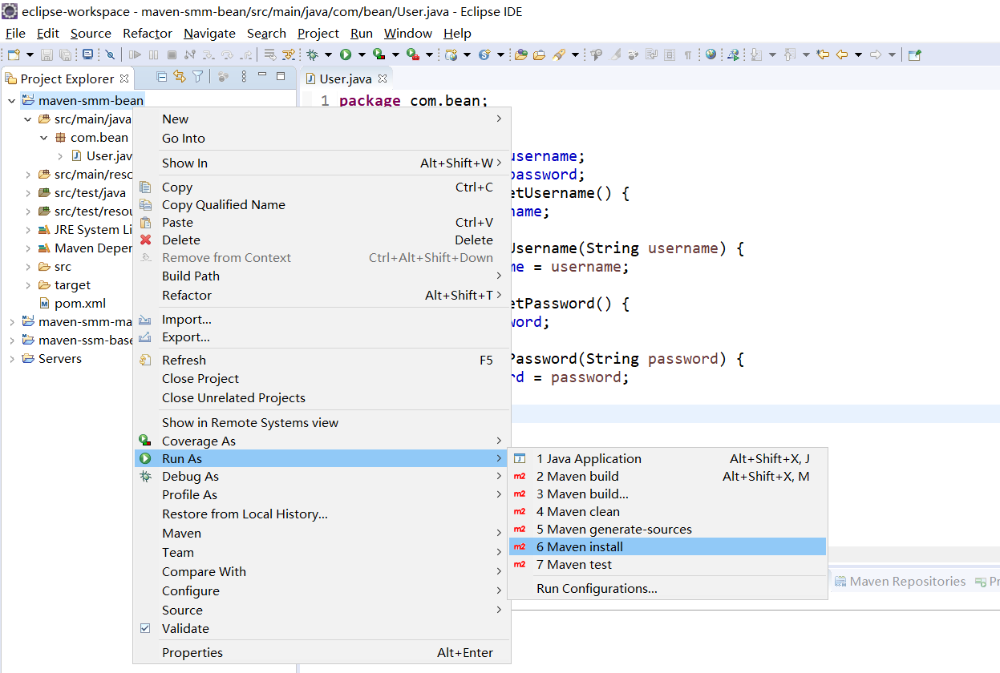 eclipse-workspace - maven-smm-bean/src/main/java/com/bean/User.java - Eclipse IDE
File Edit Source Refactor Navigate Search Project Run Window Help
Project Explorer
maven-smm-bean
src/main/java
com.bean
User.jav
src/main/resc
src/test/java
src/test/resou
JRE System Li
Maven Deper
src
target
pom.xml
maven-smm-ma
maven-ssm-base
Servers
User.java
1 package com.bean;
username;
password;
etUsername() {
name;
Username(String username) {
me = username;
etPassword() {
word;
Password(String password) {
rd = password;
New
Go Into
Show In Alt+Shift+W
Copy Ctrl+C
Copy Qualified Name
Paste Ctrl+V
Delete Delete
Remove from Context Ctrl+Alt+Shift+Down
Build Path
Refactor Alt+Shift+T
Import...
Export...
Refresh F5
Close Project
Close Unrelated Projects
Show in Remote Systems view
Coverage As
Run As
Debug As
Profile As
Restore from Local History...
Maven
Team
Compare With
Configure
Source
Validate
Properties Alt+Enter
1 Java Application Alt+Shift+X, J
m2 2 Maven build Alt+Shift+X, M
m2 3 Maven build...
m2 4 Maven clean
m2 5 Maven generate-sources
m2 6 Maven install
m2 7 Maven test
Run Configurations...
Maven Repositories Pr